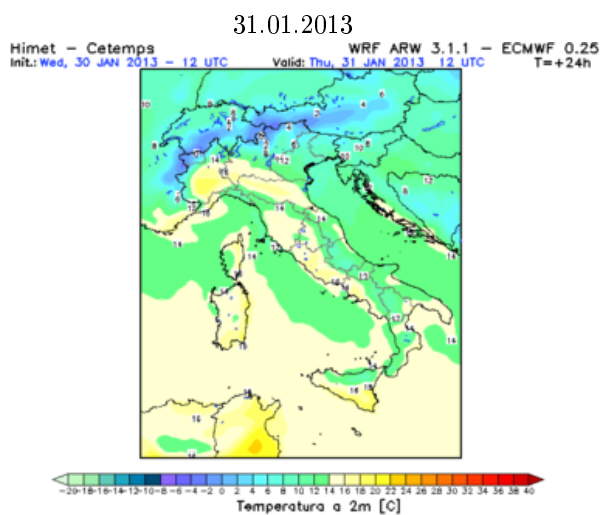 31.01.2013
Himet – Cetemps WRF ARW 3.1.1 – ECMWF 0.25
Init.: Wed, 30 JAN 2013 – 12 UTC Valid: Thu, 31 JAN 2013 12 UTC T=+24h
-20 -18 -16 -14 -12 -10 -8 -6 -4 -2 0 2 4 6 8 10 12 14 16 18 20 22 24 26 28 30 32 34 36 38 40
Temperatura a 2m [C]